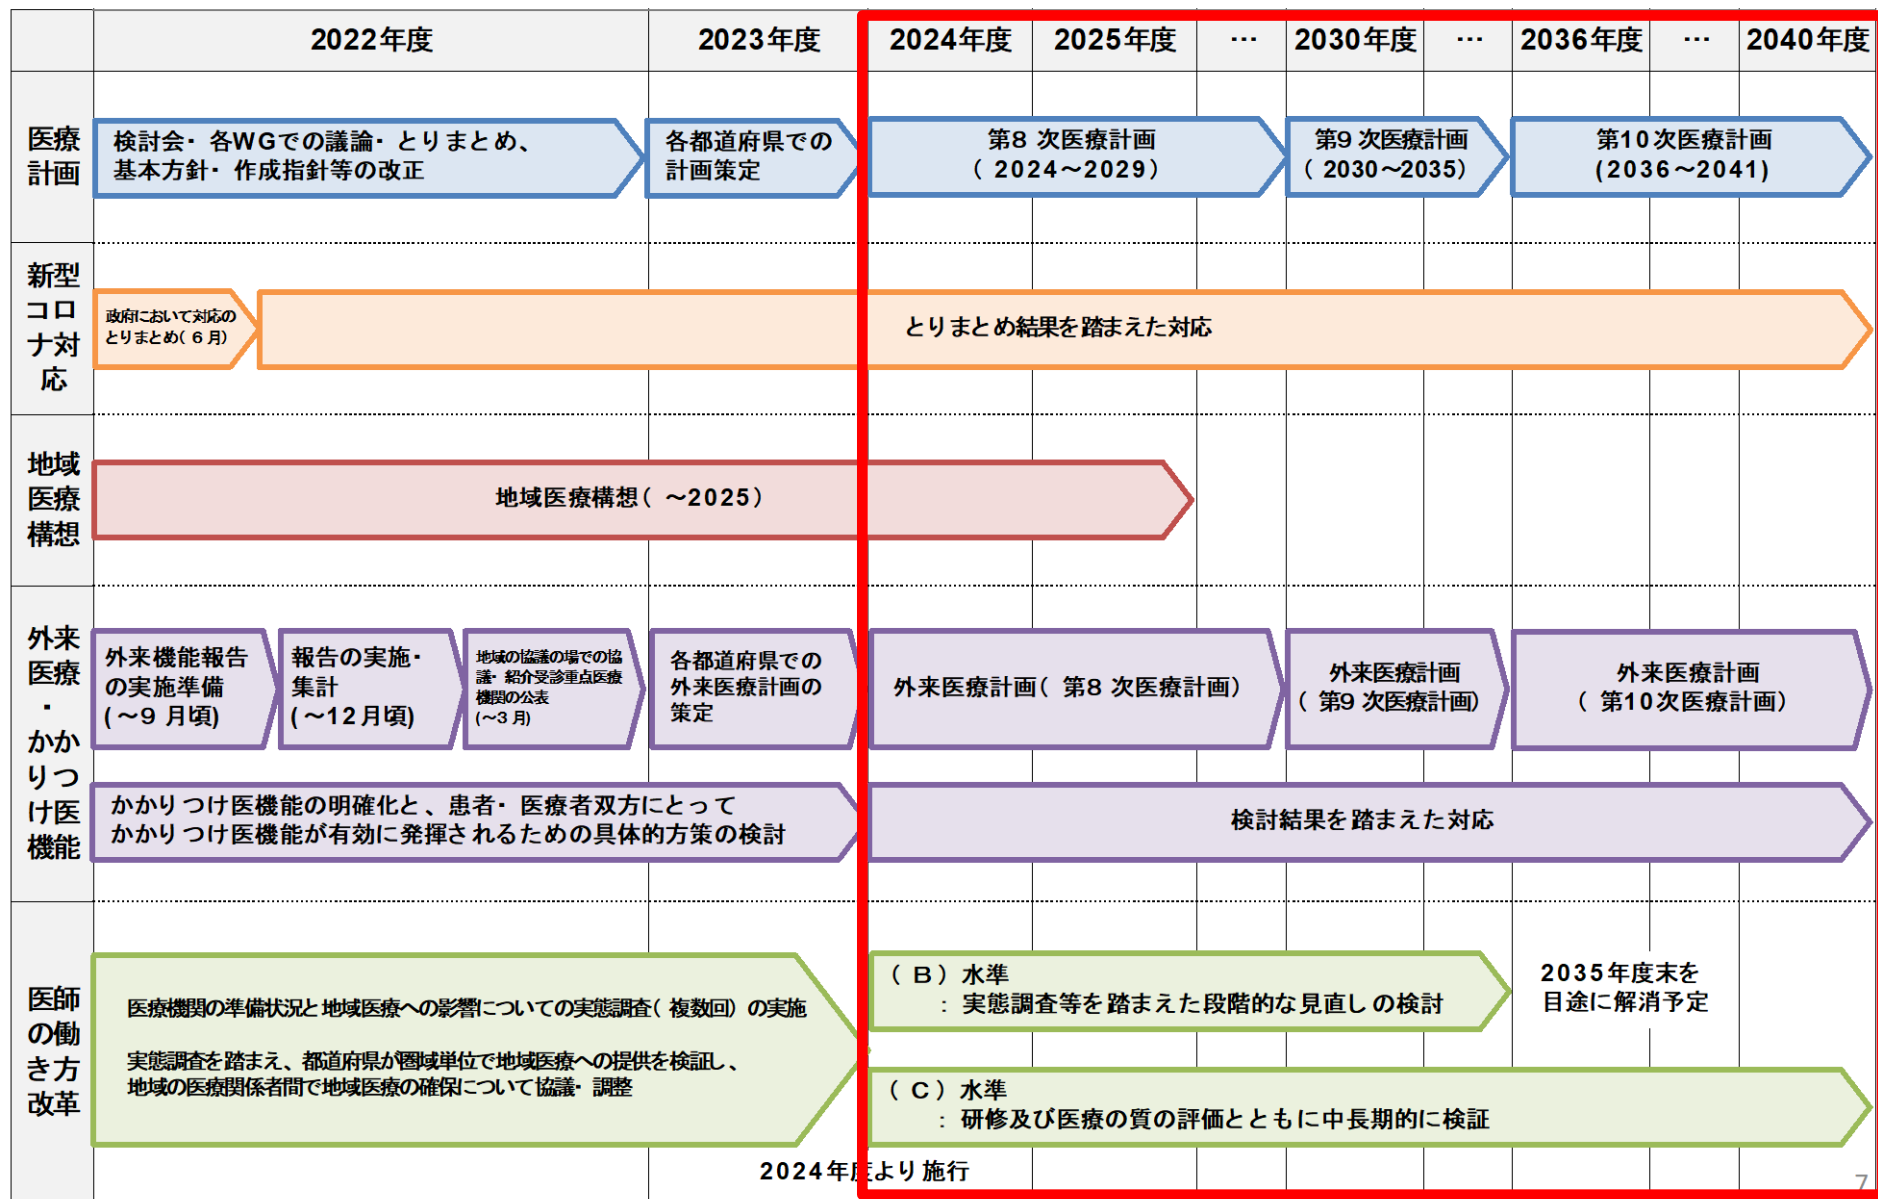 2022年度
2023年度
2024年度
2025年度
…
2030年度
…
2036年度
…
2040年度
医療
計画
検討会・各WGでの議論・とりまとめ、
基本方針・作成指針等の改正
各都道府県での
計画策定
第8次医療計画
(2024～2029)
第9次医療計画
(2030～2035)
第10次医療計画
(2036～2041)
新型
コロ
ナ対
応
政府において対応の
とりまとめ(6月)
とりまとめ結果を踏まえた対応
地域
医療
構想
地域医療構想(～2025)
外来
医療
・
かか
りつ
け医
機能
外来機能報告
の実施準備
(～9月頃)
報告の実施・
集計
(～12月頃)
地域の協議の場での協
議・紹介受診重点医療
機関の公表
(～3月)
各都道府県での
外来医療計画の
策定
外来医療計画(第8次医療計画)
外来医療計画
(第9次医療計画)
外来医療計画
(第10次医療計画)
かかりつけ医機能の明確化と、患者・医療者双方にとって
かかりつけ医機能が有効に発揮されるための具体的方策の検討
検討結果を踏まえた対応
医師
の働
き方
改革
医療機関の準備状況と地域医療への影響についての実態調査(複数回)の実施
実態調査を踏まえ、都道府県が圏域単位で地域医療への提供を検証し、
地域の医療関係者間で地域医療の確保について協議・調整
(B)水準
：実態調査等を踏まえた段階的な見直しの検討
2035年度末を
目途に解消予定
(C)水準
：研修及び医療の質の評価とともに中長期的に検証
2024年度より施行
7